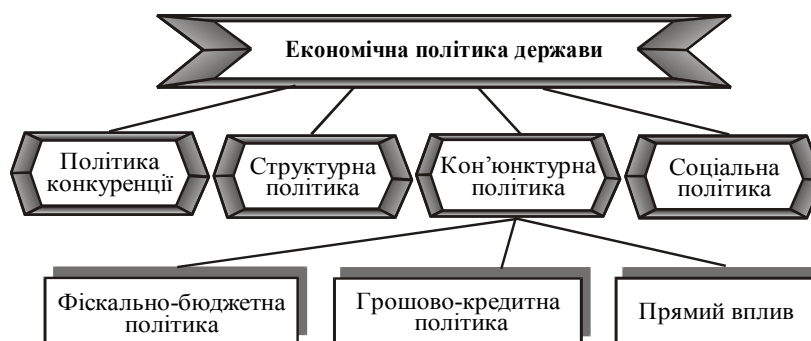 Економічна політика держави
Політика
конкуренції
Структурна
політика
Кон’юнктурна
політика
Соціальна
політика
Фіскально-бюджетна
політика
Грошово-кредитна
політика
Прямий вплив